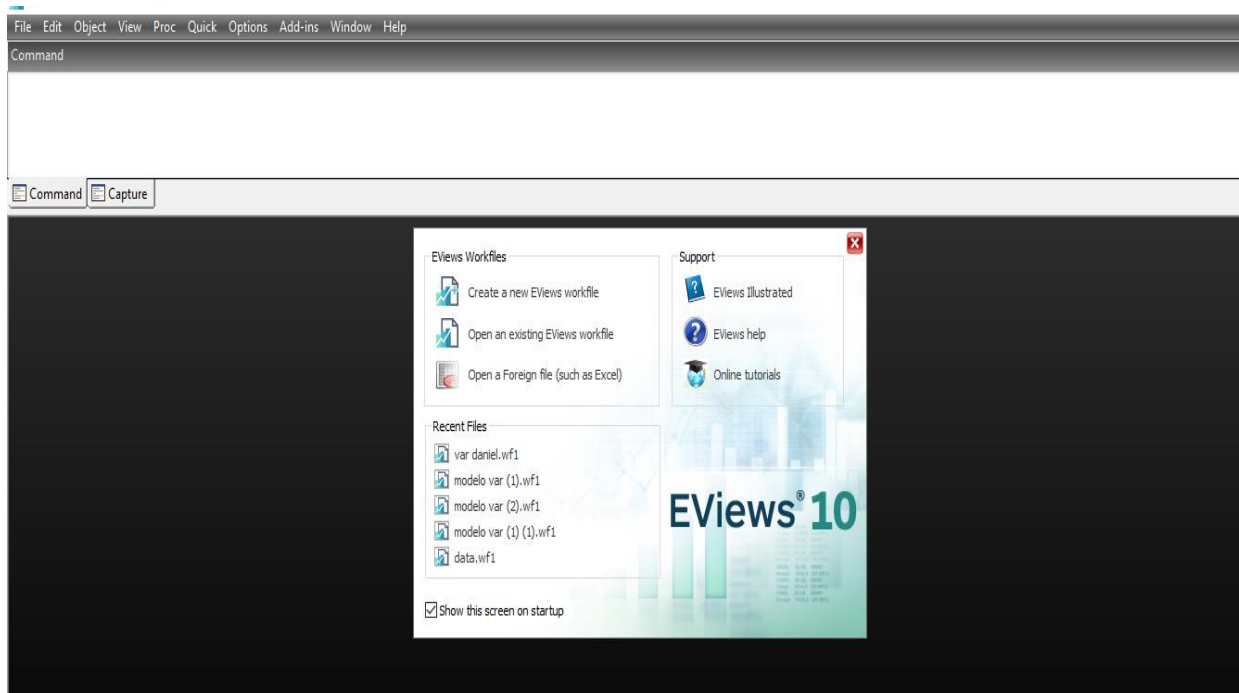 File Edit Object View Proc Quick Options Add-ins Window Help
Command
Command Capture
EViews Workfiles
Create a new EViews workfile
Open an existing EViews workfile
Open a Foreign file (such as Excel)
Support
EViews Illustrated
EViews help
Online tutorials
Recent Files
var daniel.wf1
modelo var (1).wf1
modelo var (2).wf1
modelo var (1) (1).wf1
data.wf1
EViews® 10
Show this screen on startup